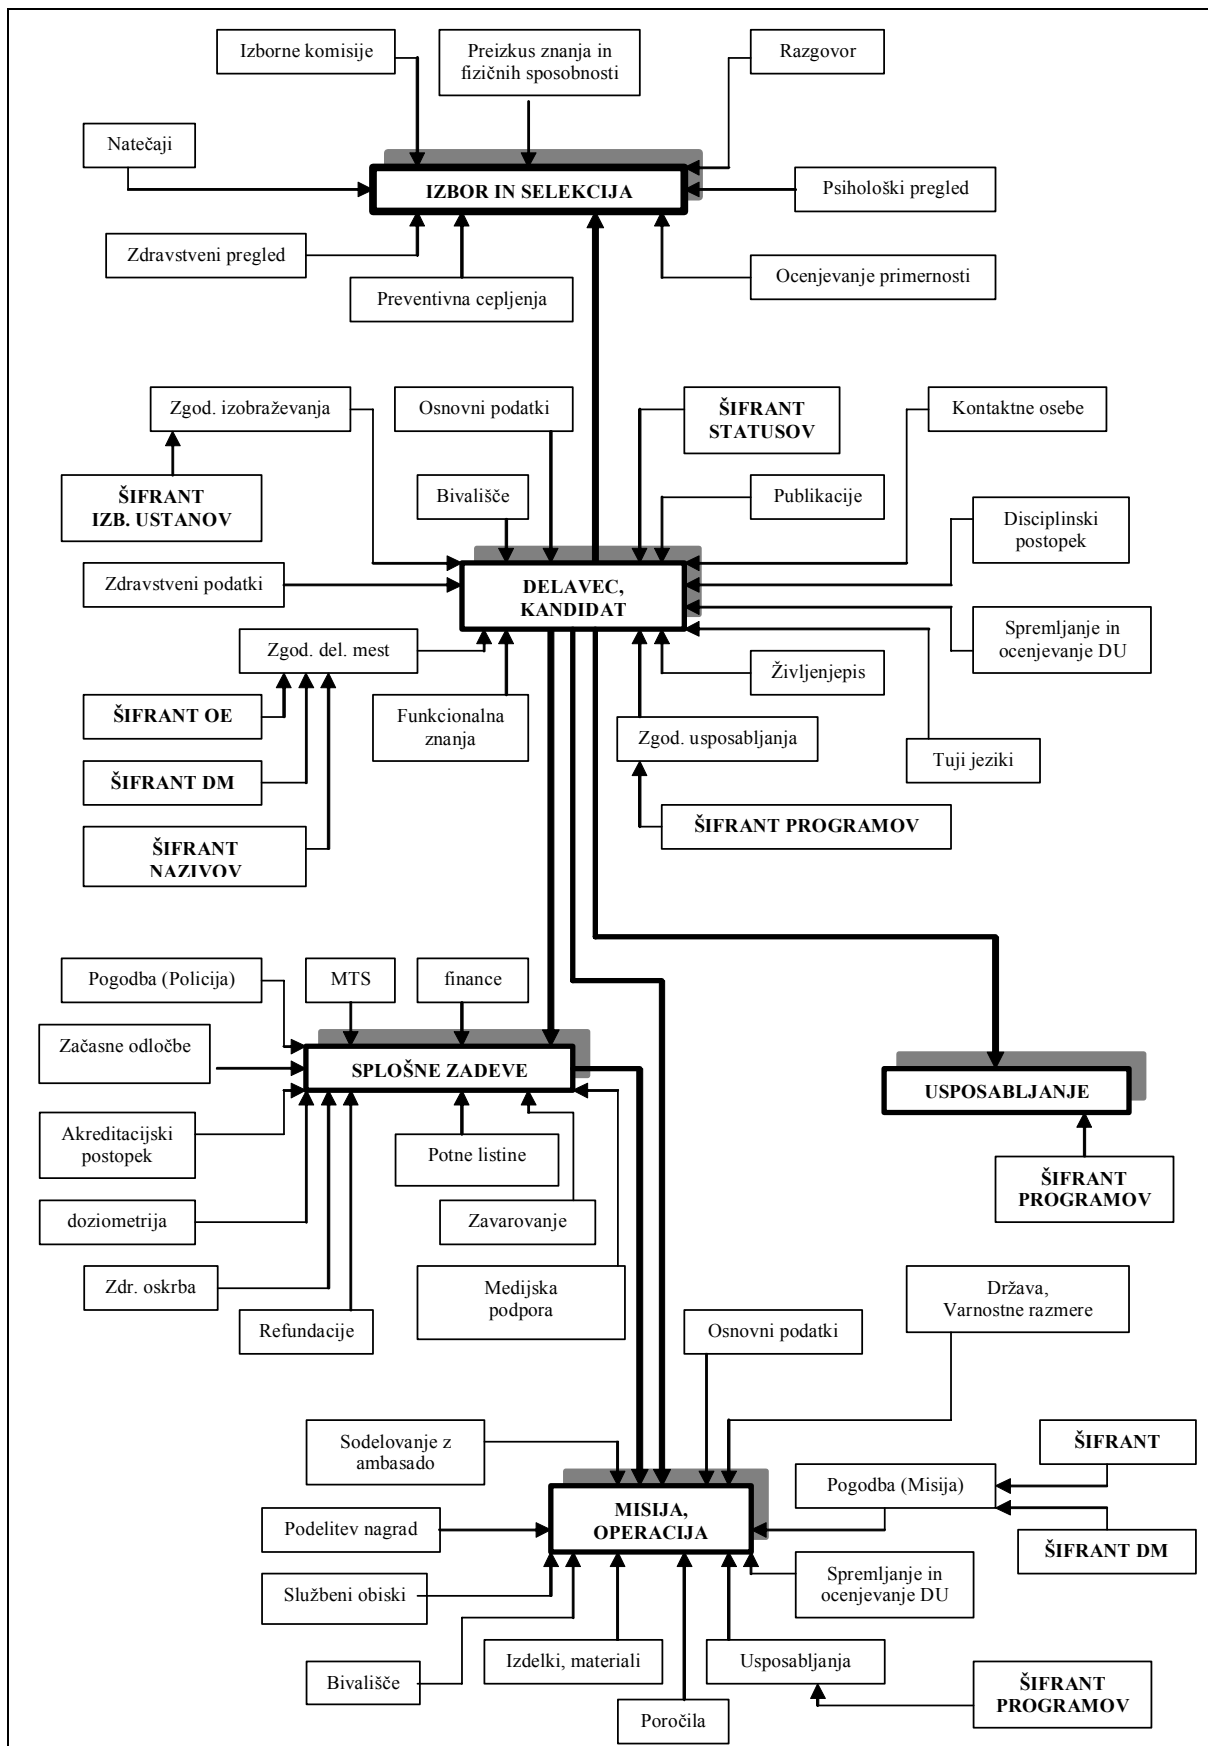 Izborne komisije
Preizkus znanja in
fizičnih sposobnosti
Razgovor
Natečaji
IZBOR IN SELEKCIJA
Psihološki pregled
Zdravstveni pregled
Preventivna cepljenja
Ocenjevanje primernosti
Zgod. izobraževanja
Osnovni podatki
ŠIFRANT
STATUSOV
Kontaktne osebe
ŠIFRANT
IZB. USTANOV
Bivališče
Publikacije
Disciplinski
postopek
Zdravstveni podatki
DELAVEC,
KANDIDAT
Spremljanje in
ocenjevanje DU
Zgod. del. mest
Življenjepis
ŠIFRANT OE
Funkcionalna
znanja
Zgod. usposabljanja
Tuji jeziki
ŠIFRANT DM
ŠIFRANT PROGRAMOV
ŠIFRANT
NAZIVOV
Pogodba (Policija)
MTS
finance
Začasne odločbe
SPLOŠNE ZADEVE
USPOSABLJANJE
Akreditacijski
postopek
Potne listine
ŠIFRANT
PROGRAMOV
doziometrija
Zavarovanje
Zdr. oskrba
Medijska
podpora
Država,
Varnostne razmere
Refundacije
Osnovni podatki
Sodelovanje z
ambasado
ŠIFRANT
Pogodba (Misija)
Podelitev nagrad
MISIJA,
OPERACIJA
ŠIFRANT DM
Službeni obiski
Spremljanje in
ocenjevanje DU
Bivališče
Izdelki, materiali
Usposabljanja
ŠIFRANT
PROGRAMOV
Poročila